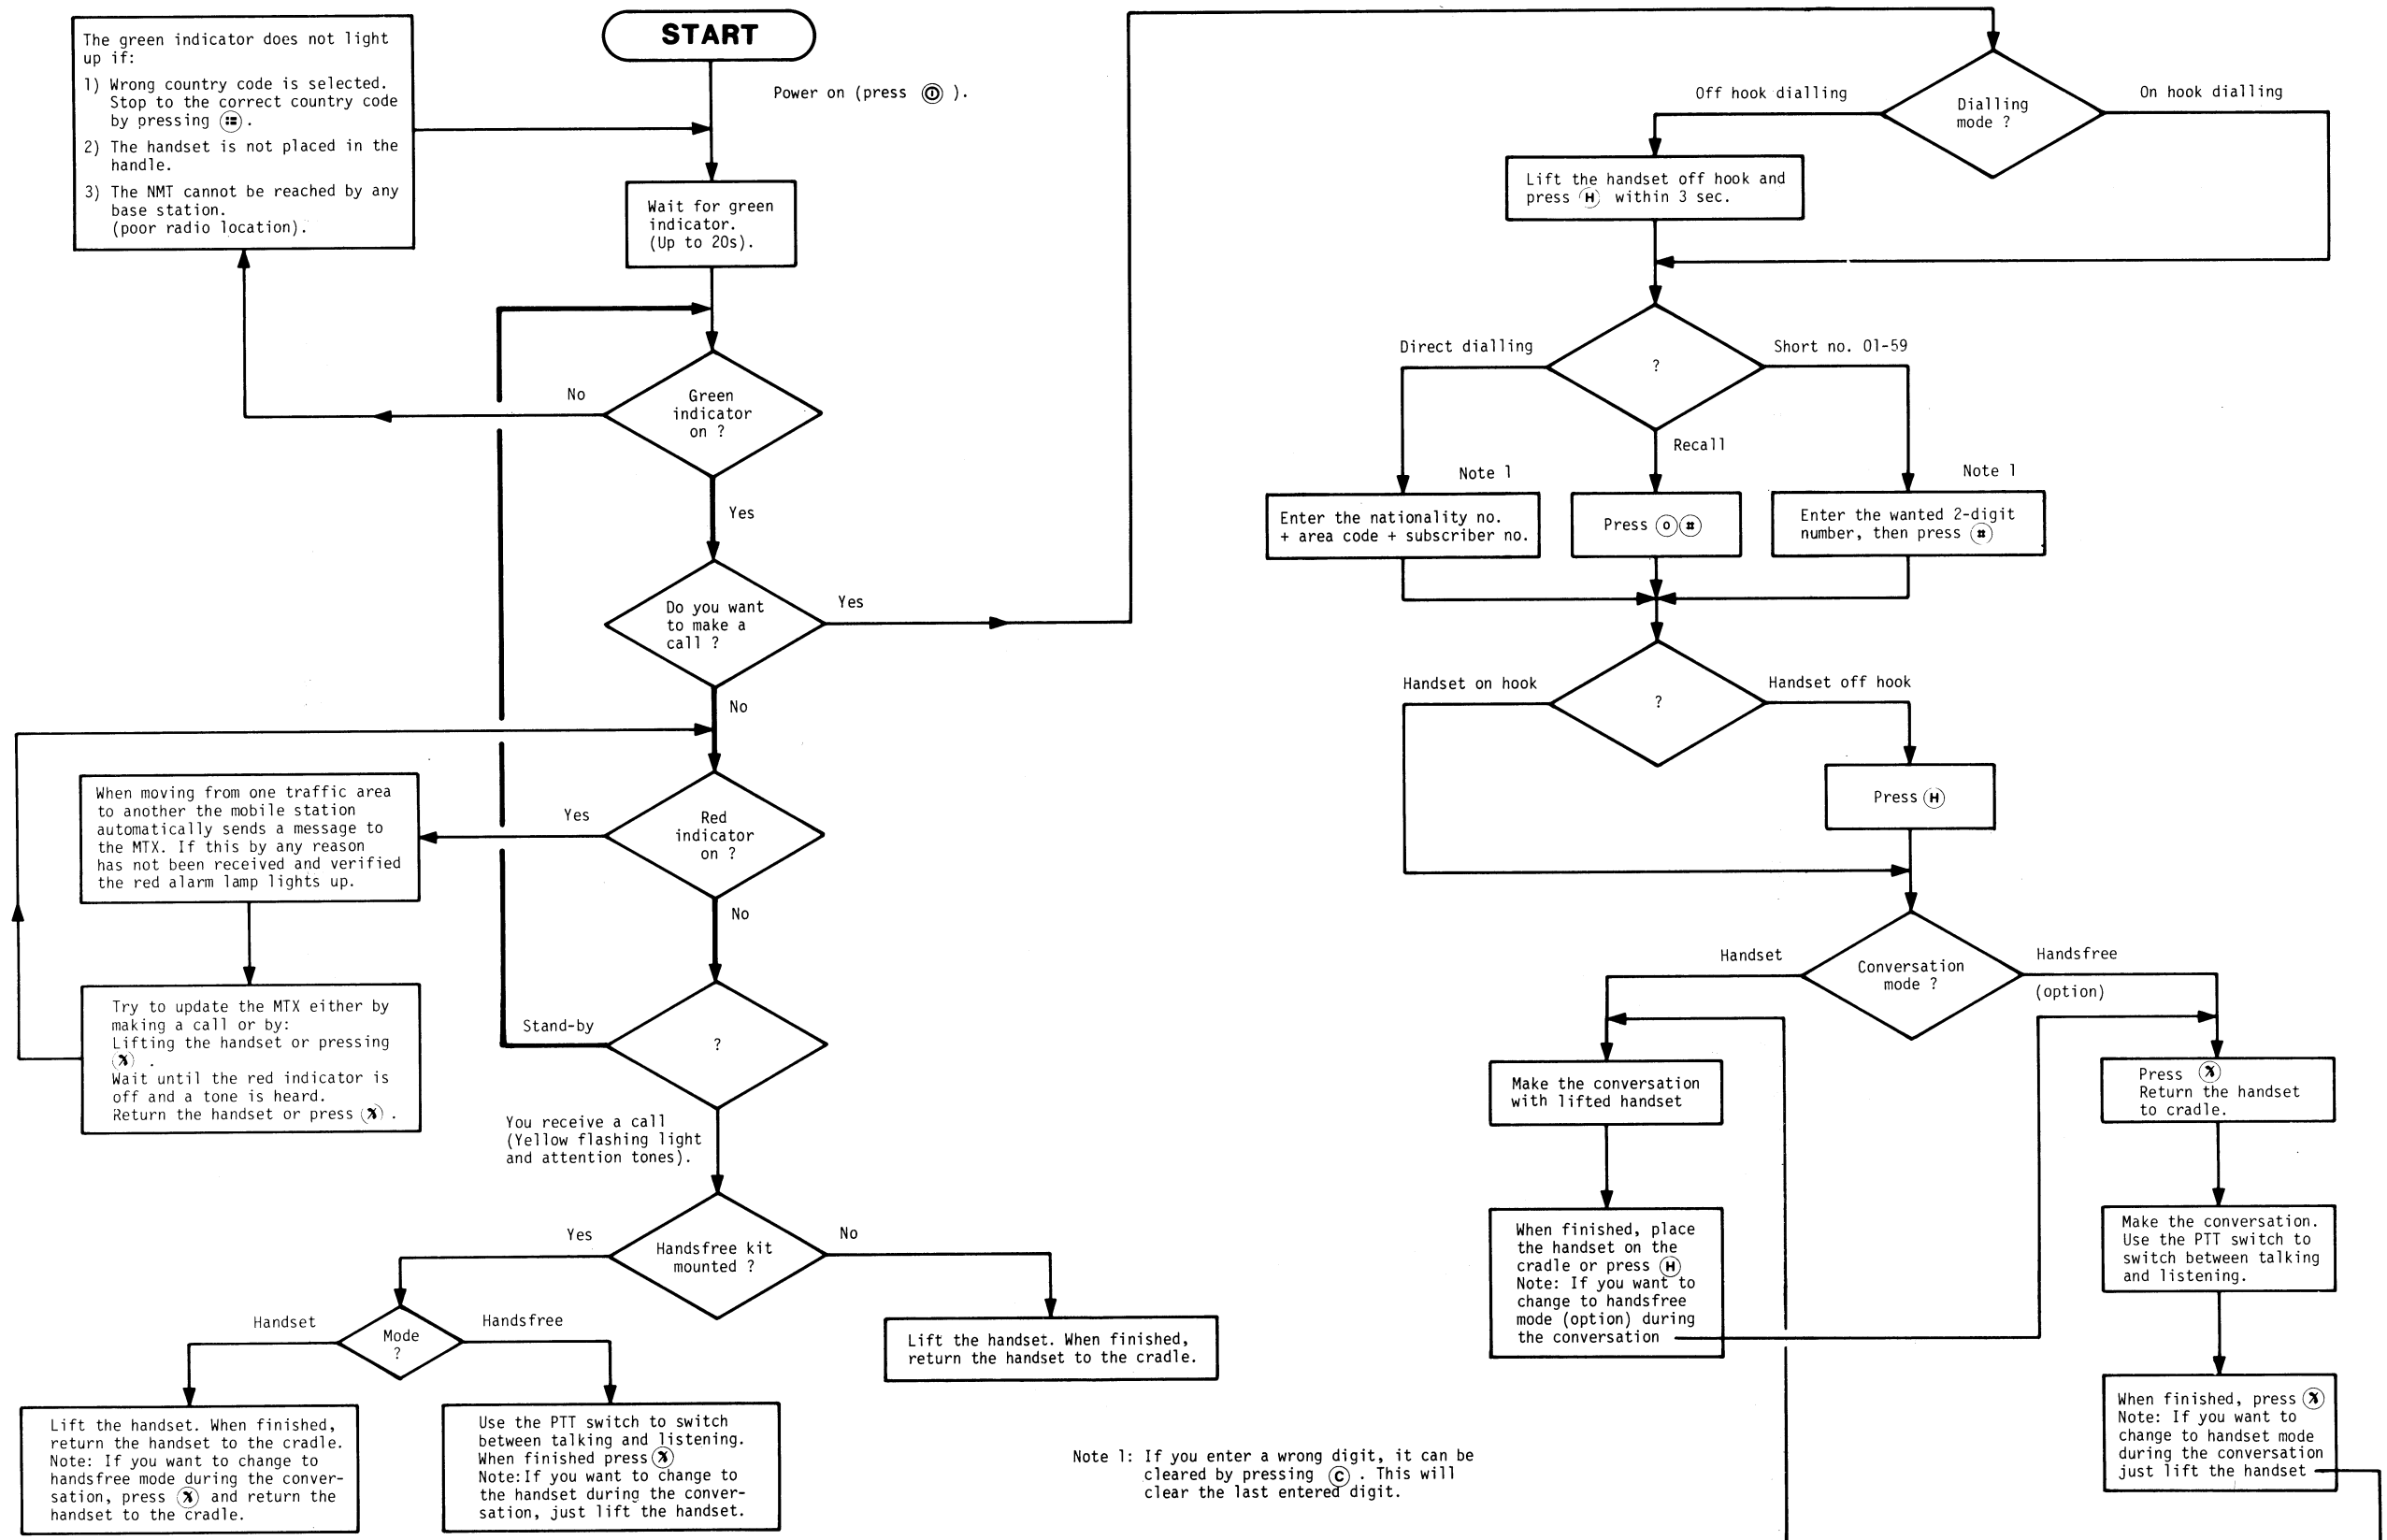 START
Power on (press ).
The green indicator does not light
up if:
1) Wrong country code is selected.
Stop to the correct country code
by pressing .
2) The handset is not placed in the
handle.
3) The NMT cannot be reached by any
base station.
(poor radio location).
Wait for green
indicator.
(Up to 20s).
Green
indicator
on ?
No
Yes
Do you want
to make a
call ?
Yes
No
Red
indicator
on ?
Yes
No
When moving from one traffic area
to another the mobile station
automatically sends a message to
the MTX. If this by any reason
has not been received and verified
the red alarm lamp lights up.
Try to update the MTX either by
making a call or by:
Lifting the handset or pressing
.
Wait until the red indicator is
off and a tone is heard.
Return the handset or press .
?
Stand-by
You receive a call
(Yellow flashing light
and attention tones).
Handsfree kit
mounted ?
Yes
No
Mode
?
Handset
Handsfree
Lift the handset. When finished,
return the handset to the cradle.
Note: If you want to change to
handsfree mode during the conver-
sation, press and return the
handset to the cradle.
Use the PTT switch to switch
between talking and listening.
When finished press
Note:If you want to change to
the handset during the conver-
sation, just lift the handset.
Lift the handset. When finished,
return the handset to the cradle.
Dialling
mode ?
Off hook dialling
On hook dialling
Lift the handset off hook and
press H within 3 sec.
?
Direct dialling
Short no. 01-59
Recall
Note 1
Note 1
Enter the nationality no.
+ area code + subscriber no.
Press 0 #
Enter the wanted 2-digit
number, then press #
?
Handset on hook
Handset off hook
Press H
Conversation
mode ?
Handset
Handsfree
(option)
Make the conversation
with lifted handset
When finished, place
the handset on the
cradle or press H
Note: If you want to
change to handsfree
mode (option) during
the conversation
Press
Return the handset
to cradle.
Make the conversation.
Use the PTT switch to
switch between talking
and listening.
When finished, press
Note: If you want to
change to handset mode
during the conversation
just lift the handset
Note 1: If you enter a wrong digit, it can be
cleared by pressing C . This will
clear the last entered digit.